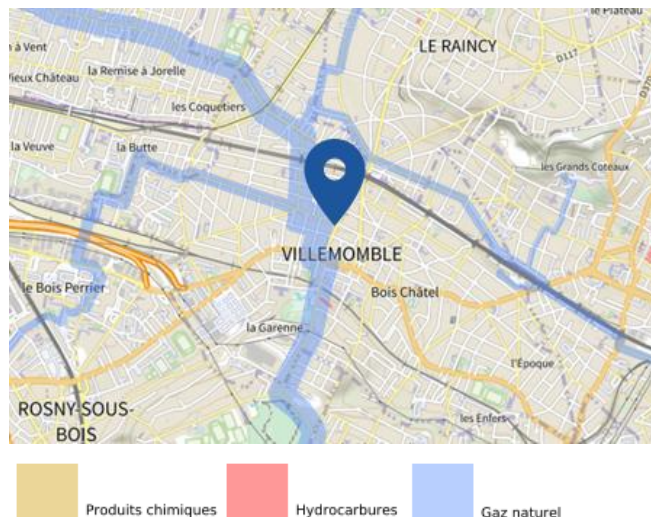 le Plateau
n à Vent
LE RAINCY
D117
la Remise à Jorelle
Vieux Château
D370
les Coquetiers
la Veuve
la Butte
les Grands Coteaux
VILLEMOMBLE
le Bois Perrier
Bois Châtel
la Garenne
l'Époque
ROSNY-SOUS-
BOIS
les Enfers
Produits chimiques
Hydrocarbures
Gaz naturel